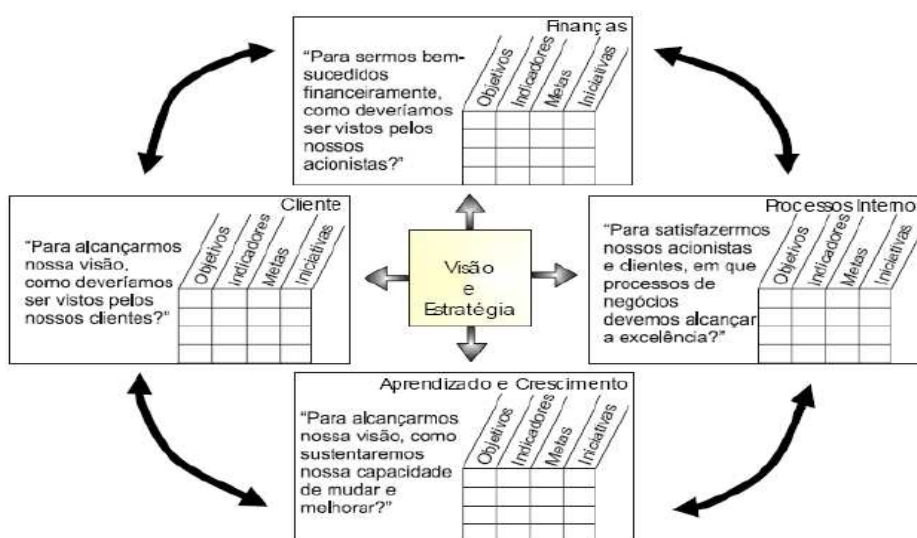 Finanças
“Para sermos bem-
sucedidos
financeiramente,
como deveríamos
ser vistos pelos
nossos
acionistas?”
Objetivos
Indicadores
Metas
Iniciativas
Cliente
“Para alcançarmos
nossa visão,
como deveríamos
ser vistos pelos
nossos clientes?”
Objetivos
Indicadores
Metas
Iniciativas
Visão
e
Estratégia
Processos Interno
“Para satisfazermos
nossos acionistas
e clientes, em que
processos de
negócios
devemos alcançar
a excelência?”
Objetivos
Indicadores
Metas
Iniciativas
Aprendizado e Crescimento
“Para alcançarmos
nossa visão, como
sustentaremos
nossa capacidade
de mudar e
melhorar?”
Objetivos
Indicadores
Metas
Iniciativas